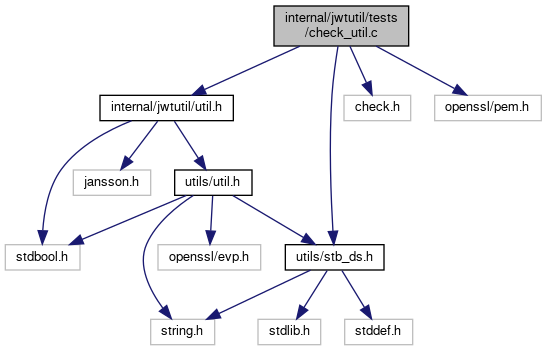 internal/jwtutil/tests
/check_util.c
internal/jwtutil/util.h
check.h
openssl/pem.h
jansson.h
utils/util.h
stdbool.h
openssl/evp.h
utils/stb_ds.h
string.h
stdlib.h
stddef.h